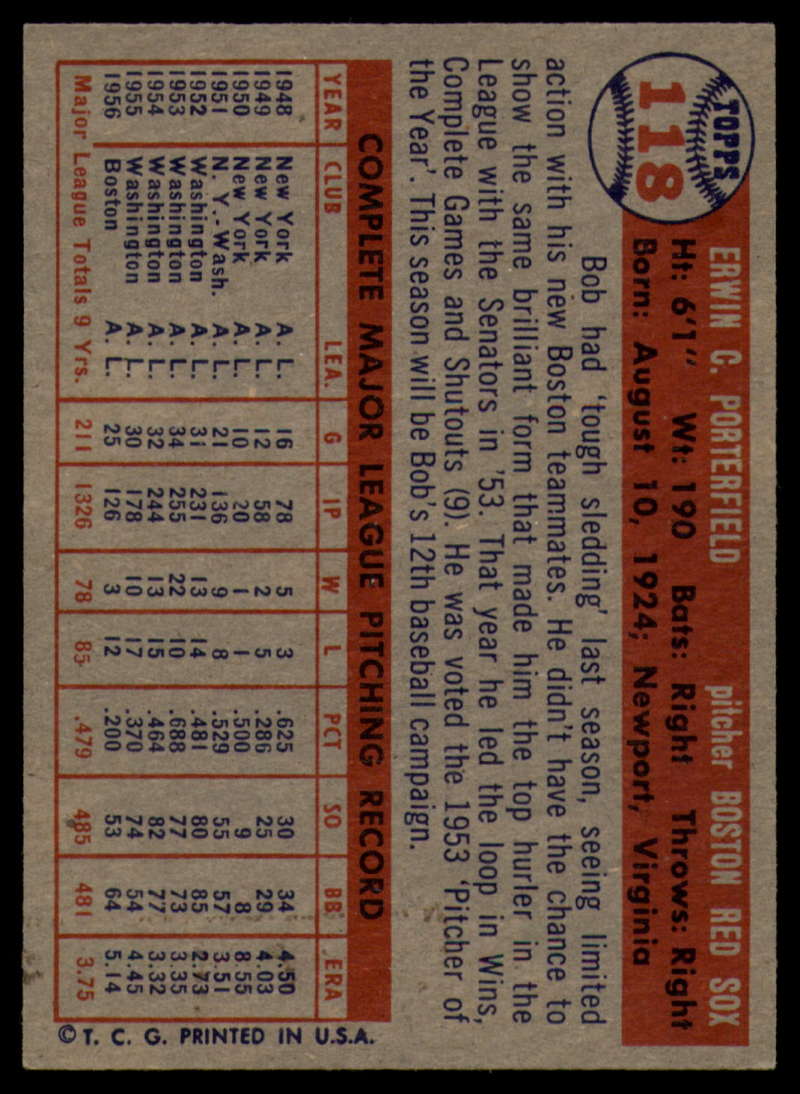 TOPPS
118
ERWIN C. PORTERFIELD pitcher BOSTON RED SOX
Ht: 6'1" Wt: 190 Bats: Right Throws: Right
Born: August 10, 1924; Newport, Virginia
Bob had 'tough sledding' last season, seeing limited
action with his new Boston teammates. He didn't have the chance to
show the same brilliant form that made him the top hurler in the
League with the Senators in '53. That year he led the loop in Wins,
Complete Games and Shutouts (9). He was voted the 1953 'Pitcher of
the Year'. This season will be Bob's 12th baseball campaign.
COMPLETE MAJOR LEAGUE PITCHING RECORD
YEAR CLUB LEA. G IP W L PCT SO BB ERA
1948 New York A. L. 16 78 5 3 .625 30 34 4.50
1949 New York A. L. 12 58 2 5 .286 25 29 4.03
1950 New York A. L. 10 20 1 1 .500 9 8 8.55
1951 N. Y.-Wash. A. L. 21 136 9 8 .529 55 57 3.51
1952 Washington A. L. 31 231 13 14 .481 80 85 2.73
1953 Washington A. L. 34 255 22 10 .688 77 73 3.35
1954 Washington A. L. 32 244 13 15 .464 82 77 3.32
1955 Washington A. L. 30 178 10 17 .370 74 54 4.45
1956 Boston A. L. 25 126 3 12 .200 53 64 5.14
Major League Totals 9 Yrs. 211 1326 78 85 .479 485 481 3.75
© T. C. G. PRINTED IN U.S.A.